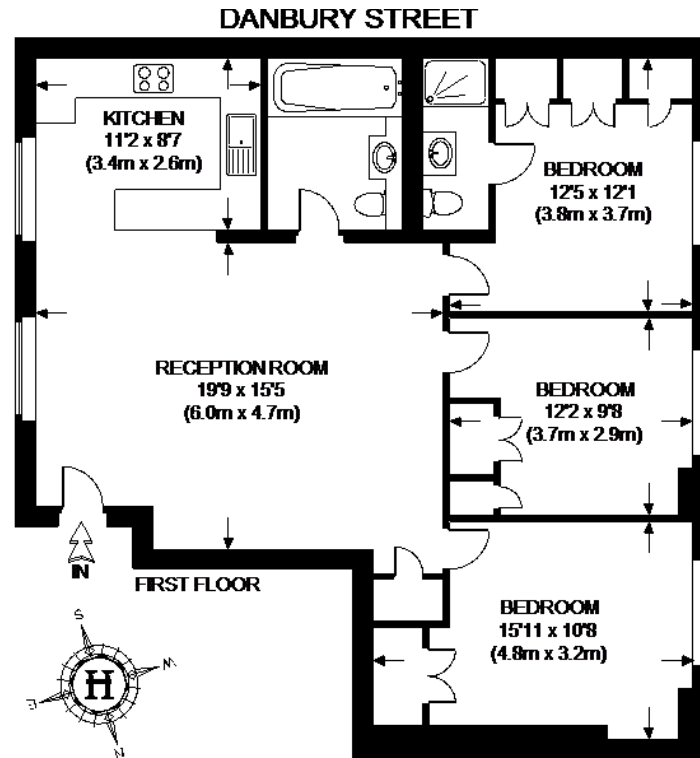 DANBURY STREET
KITCHEN
11'2 x 8'7
(3.4m x 2.6m)
BEDROOM
12'5 x 12'1
(3.8m x 3.7m)
RECEPTION ROOM
19'9 x 15'5
(6.0m x 4.7m)
BEDROOM
12'2 x 9'8
(3.7m x 2.9m)
IN
FIRST FLOOR
BEDROOM
15'11 x 10'8
(4.8m x 3.2m)
S
W
H
E
N